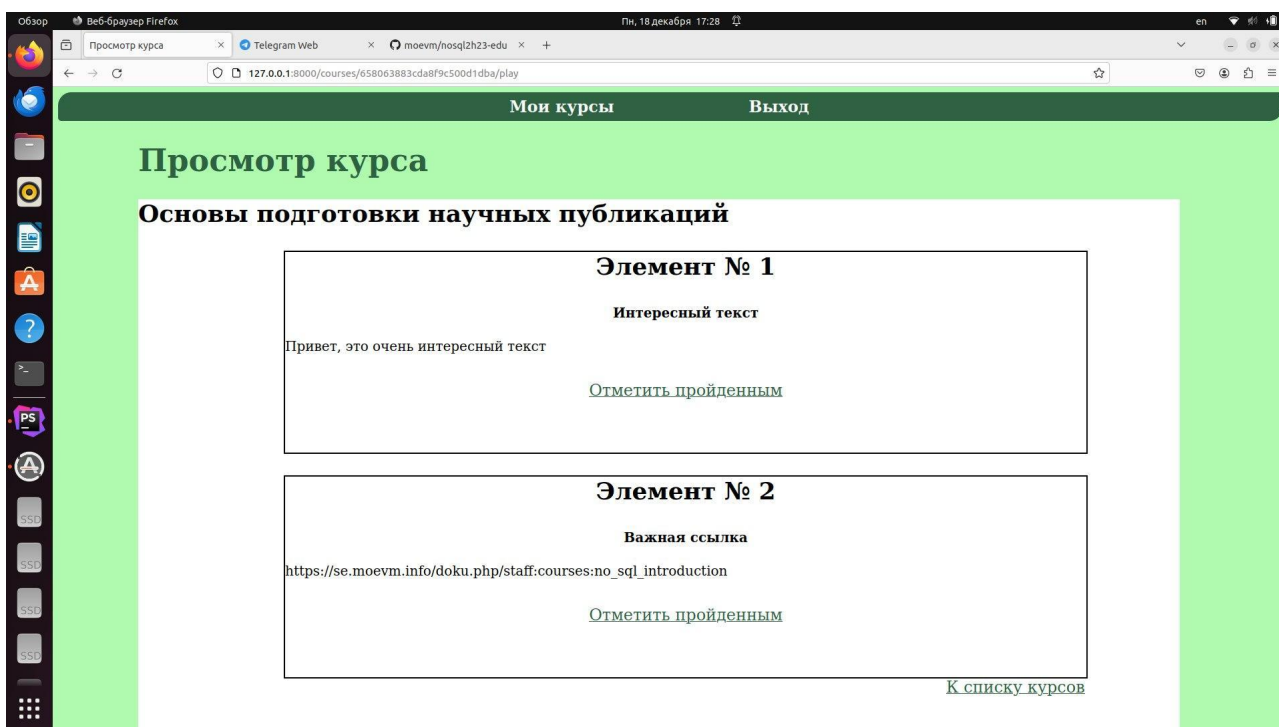 Обзор Веб-браузер Firefox Пн, 18 декабря 17:28 en
Просмотр курса × Telegram Web × moevm/nosql2h23-edu × +
127.0.0.1:8000/courses/658063883cda8f9c500d1dba/play
Мои курсы Выход
Просмотр курса
Основы подготовки научных публикаций
Элемент № 1
Интересный текст
Привет, это очень интересный текст
Отметить пройденным
Элемент № 2
Важная ссылка
https://se.moevm.info/doku.php/staff:courses:no_sql_introduction
Отметить пройденным
К списку курсов
PS
SSD
SSD
SSD
SSD